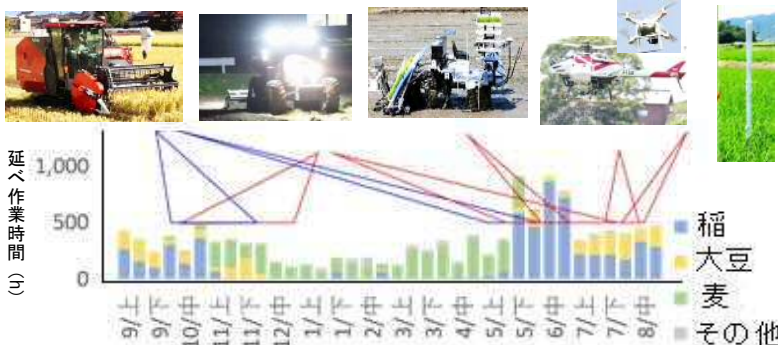 延べ作業時間（h）
1,000
500
0
9/上
9/下
10/中
11/上
11/下
12/中
1/上
1/下
2/中
3/上
3/下
4/中
5/上
5/下
6/中
7/上
7/下
8/中
稲
大豆
麦
その他